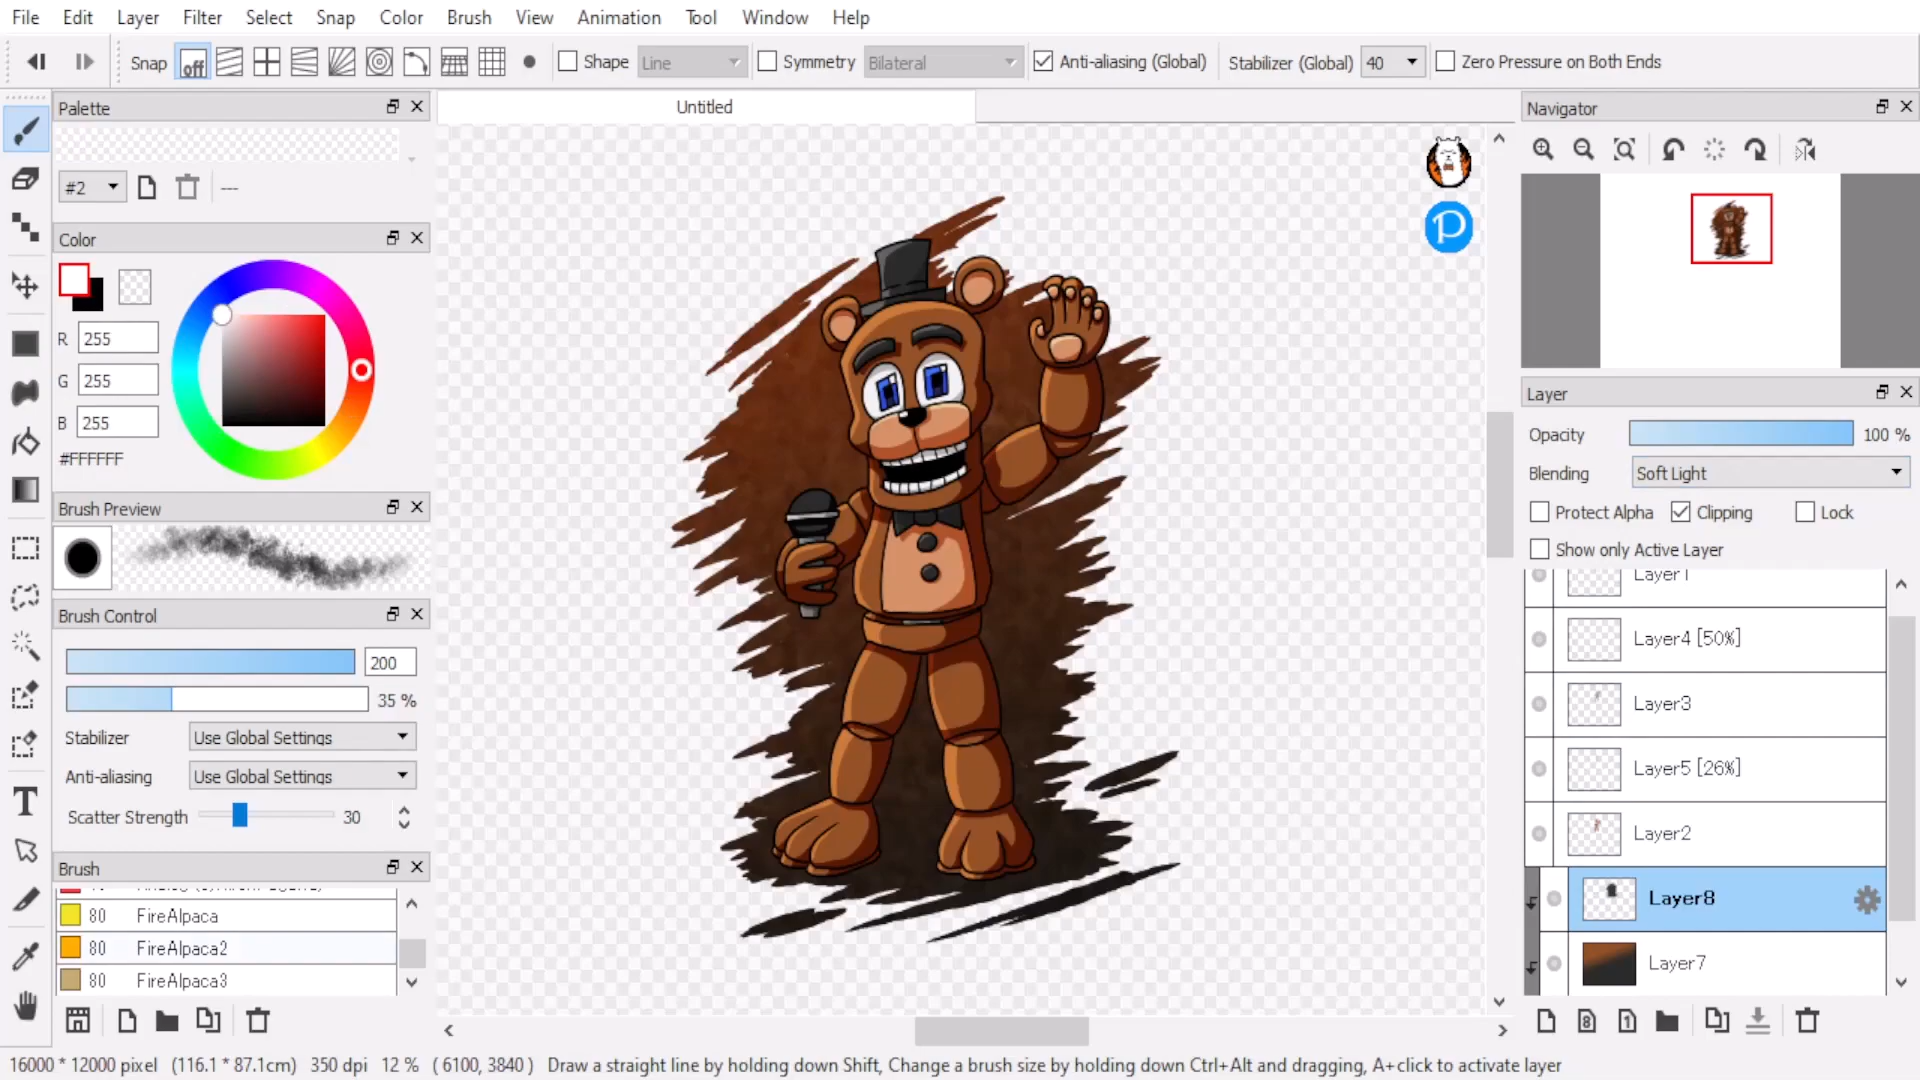 File Edit Layer Filter Select Snap Color Brush View Animation Tool Window Help
Snap off Shape Line Symmetry Bilateral Anti-aliasing (Global) Stabilizer (Global) 40 Zero Pressure on Both Ends
Palette
#2 ---
Color
R 255
G 255
B 255
#FFFFFF
Brush Preview
Brush Control
200
35 %
Stabilizer Use Global Settings
Anti-aliasing Use Global Settings
Scatter Strength 30
Brush
80 FireAlpaca
80 FireAlpaca2
80 FireAlpaca3
Untitled
P
Navigator
Layer
Opacity 100 %
Blending Soft Light
Protect Alpha Clipping Lock
Show only Active Layer
Layer1
Layer4 [50%]
Layer3
Layer5 [26%]
Layer2
Layer8
Layer7
8 1
T
16000 * 12000 pixel (116.1 * 87.1cm) 350 dpi 12 % ( 6100, 3840 ) Draw a straight line by holding down Shift, Change a brush size by holding down Ctrl+Alt and dragging, A+click to activate layer